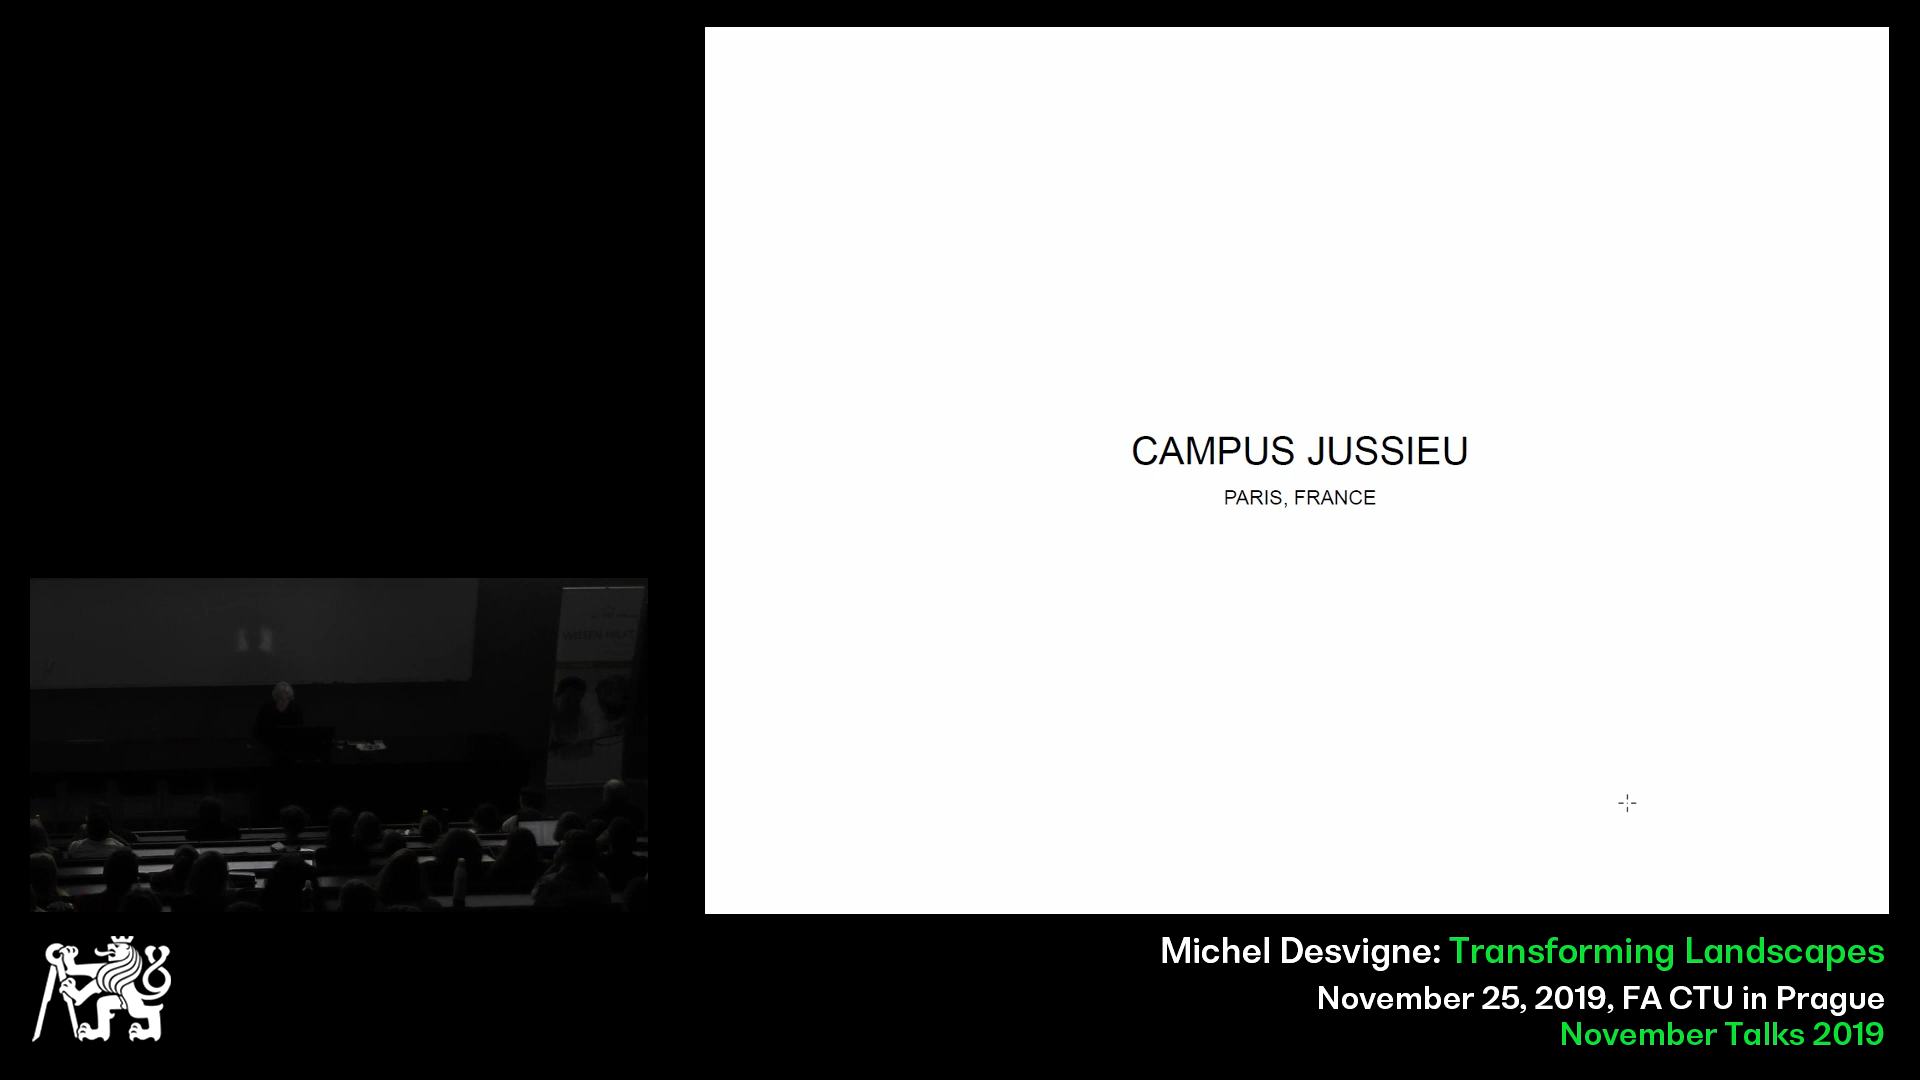 CAMPUS JUSSIEU
PARIS, FRANCE
Michel Desvigne: Transforming Landscapes
November 25, 2019, FA CTU in Prague
November Talks 2019